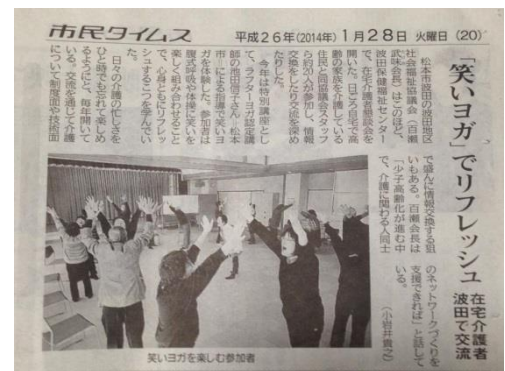 市民タイムス 平成26年(2014年)1月28日 火曜日 (20)
「笑いヨガ」でリフレッシュ
在宅介護者
波田で交流
松本市波田の波田地区
社会福祉協議会(百瀬
武味会長)はこのほど、
波田保健福祉センター
で、在宅介護者懇談会を
開いた。日ごろ自宅で高
齢の家族を介護している
住民と同協議会スタッフ
ら約20人が参加し、情報
交換をしたり交流を深め
たりした。
今年は特別講座とし
て、ラフターヨガ認定講
師の池田信子さん=松本
市=による指導で笑いヨ
ガを体験した。参加者は
腹式呼吸や体操に笑いを
楽しく組み合わせること
で、心身ともにリフレッ
シュするこつを学んでい
た。
日々の介護の忙しさを
ひと時でも忘れて楽しめ
るようにと、毎年開いて
いる。交流を通じて介護
について制度面や技術面
で盛んに情報交換する狙
いもある。百瀬会長は
「少子高齢化が進む中
で、介護に関わる人同士
のネットワークづくりを
支援できれば」と話して
いる。
(小岩井貴之)
笑いヨガを楽しむ参加者